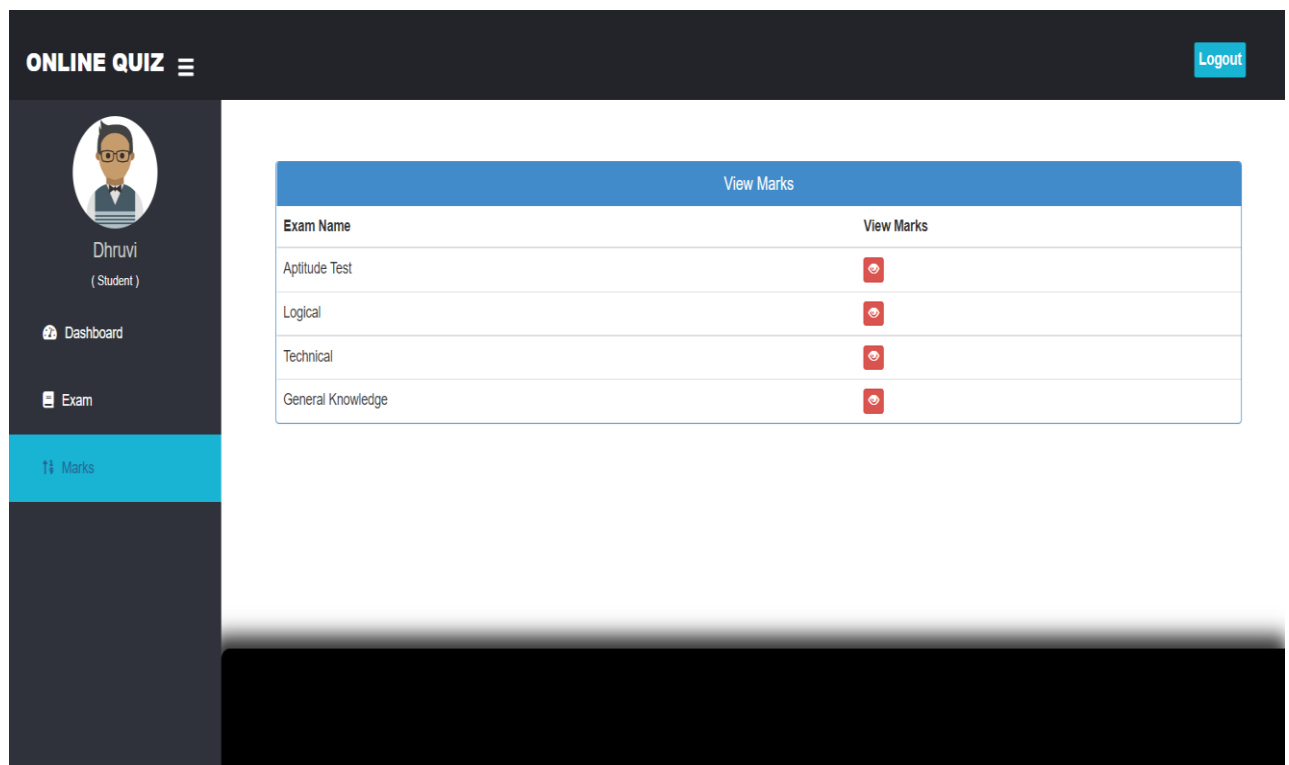 ONLINE QUIZ
Logout
Dhruvi
( Student )
Dashboard
Exam
Marks
View Marks
Exam Name View Marks
Aptitude Test
Logical
Technical
General Knowledge